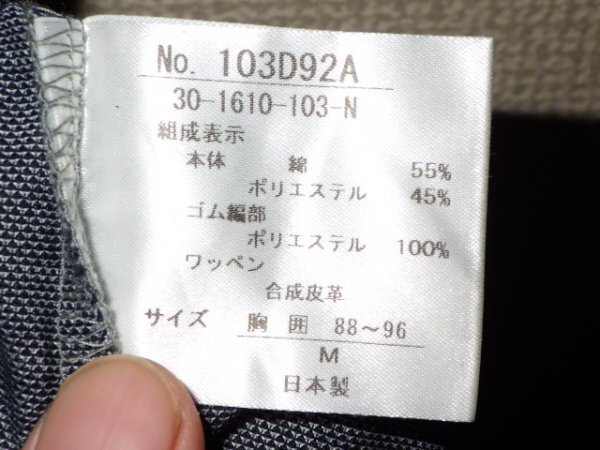 No. 103D92A
30-1610-103-N
組成表示
本体 綿 55%
ポリエステル 45%
ゴム編部
ポリエステル 100%
ワッペン
合成皮革
サイズ 胸囲 88～96
M
日本製